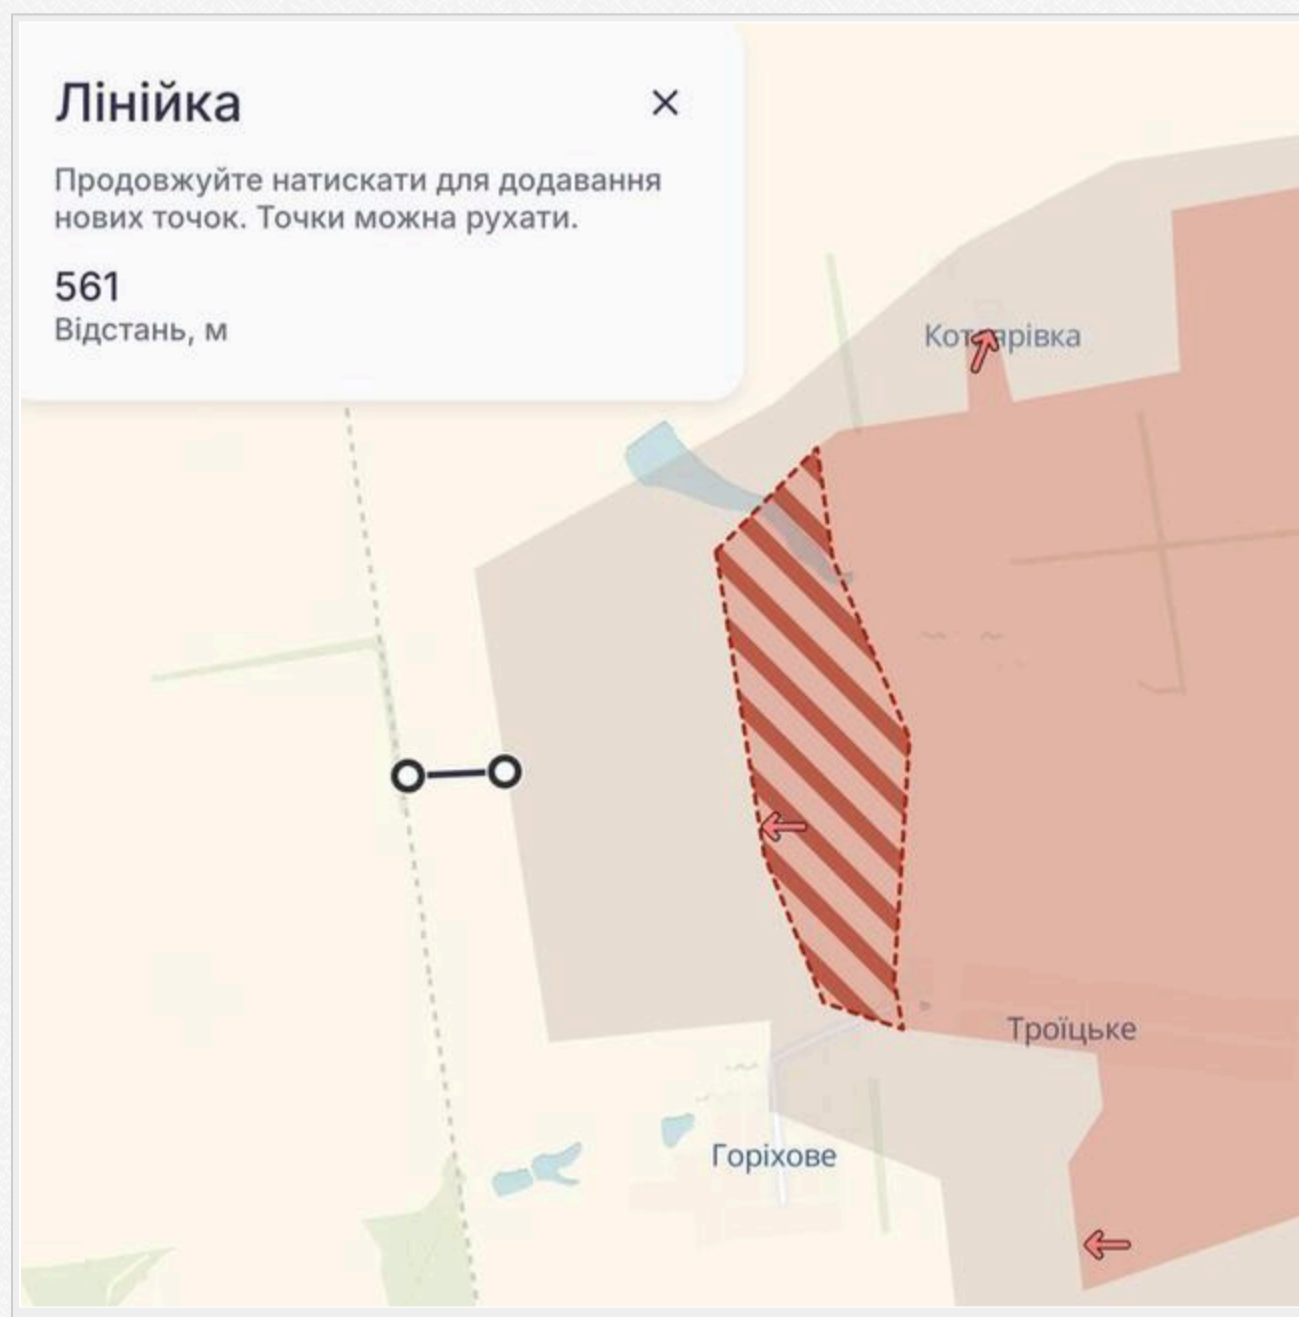 Лінійка
Продовжуйте натискати для додавання
нових точок. Точки можна рухати.
561
Відстань, м
Троїцьке
Горіхове